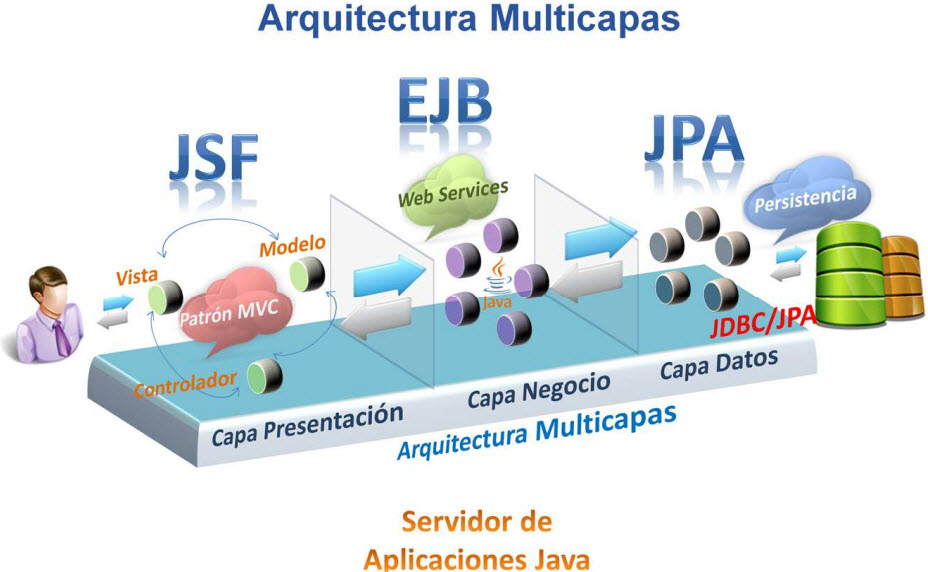 Arquitectura Multicapas
EJB
JSF
JPA
Web Services
Persistencia
Modelo
Vista
Patrón MVC
Java
JDBC/JPA
Controlador
Capa Presentación
Capa Negocio
Capa Datos
Arquitectura Multicapas
Servidor de
Aplicaciones Java